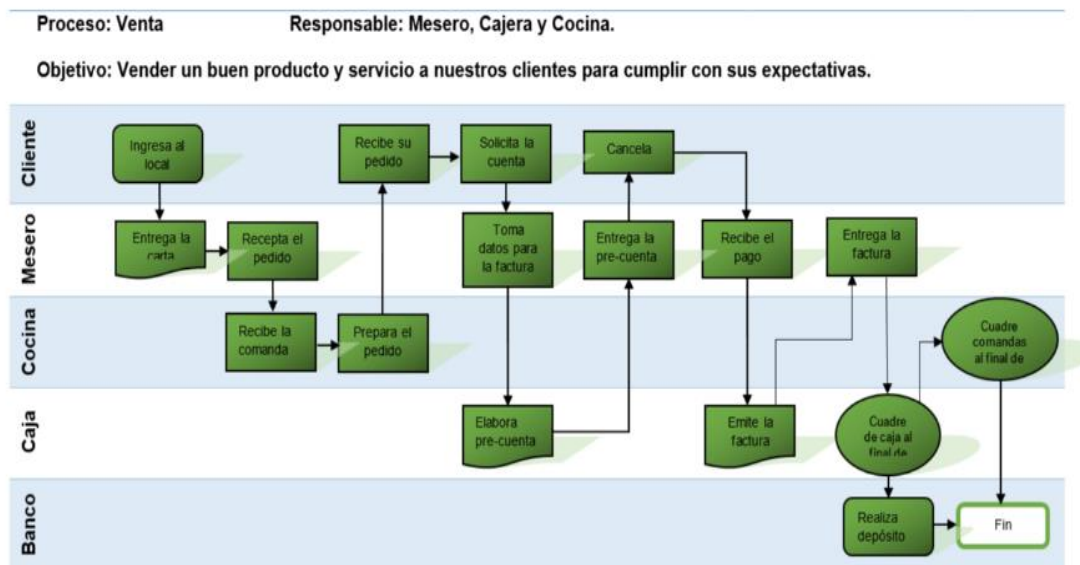 Proceso: Venta Responsable: Mesero, Cajera y Cocina.
Objetivo: Vender un buen producto y servicio a nuestros clientes para cumplir con sus expectativas.
Cliente
Ingresa al
local
Recibe su
pedido
Solicita la
cuenta
Cancela
Mesero
Entrega la
carta
Recepta el
pedido
Toma
datos para
la factura
Entrega la
pre-cuenta
Recibe el
pago
Entrega la
factura
Cocina
Recibe la
comanda
Prepara el
pedido
Cuadre
comandas
al final de
Caja
Elabora
pre-cuenta
Emite la
factura
Cuadre
de caja al
final de
Banco
Realiza
depósito
Fin